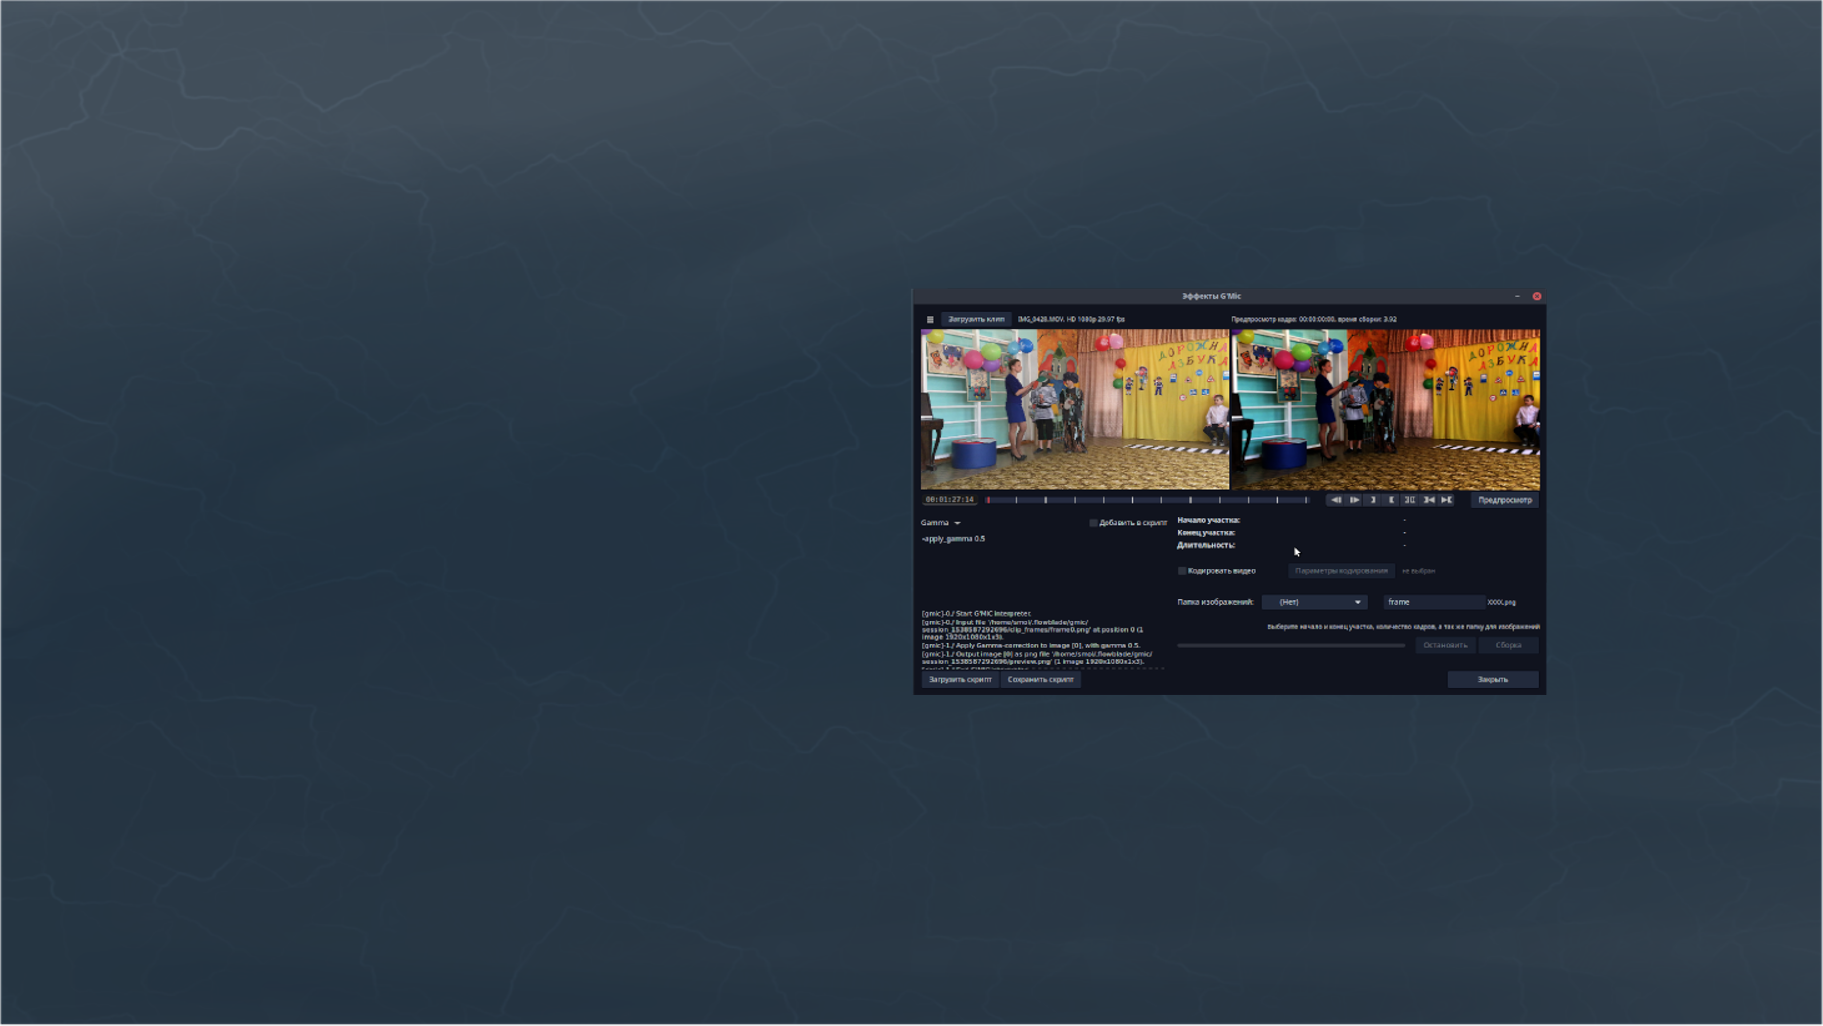 Эффекты G'Mic
Загрузить клип
IMG_0428.MOV, HD 1080p 29.97 fps
Предпросмотр кадра: 00:00:00:00, время сборки: 3.92
ДОРОЖНА
АЗБУКА
ДОРОЖНА
АЗБУКА
00:01:27:14
Предпросмотр
Gamma
Добавить в скрипт
-apply_gamma 0.5
Начало участка: -
Конец участка: -
Длительность: -
Кодировать видео
Параметры кодирования
не выбран
Папка изображений:
(Нет)
frame
XXXX.png
Выберите начало и конец участка, количество кадров, а так же папку для изображений
Остановить
Сборка
[gmic]-0./ Start G'MIC interpreter.
[gmic]-0./ Input file '/home/smol/.flowblade/gmic/
session_1538587292696/clip_frames/frame0.png' at position 0 (1
image 1920x1080x1x3).
[gmic]-1./ Apply Gamma-correction to image [0], with gamma 0.5.
[gmic]-1./ Output image [0] as png file '/home/smol/.flowblade/gmic/
session_1538587292696/preview.png' (1 image 1920x1080x1x3).
Загрузить скрипт
Сохранить скрипт
Закрыть